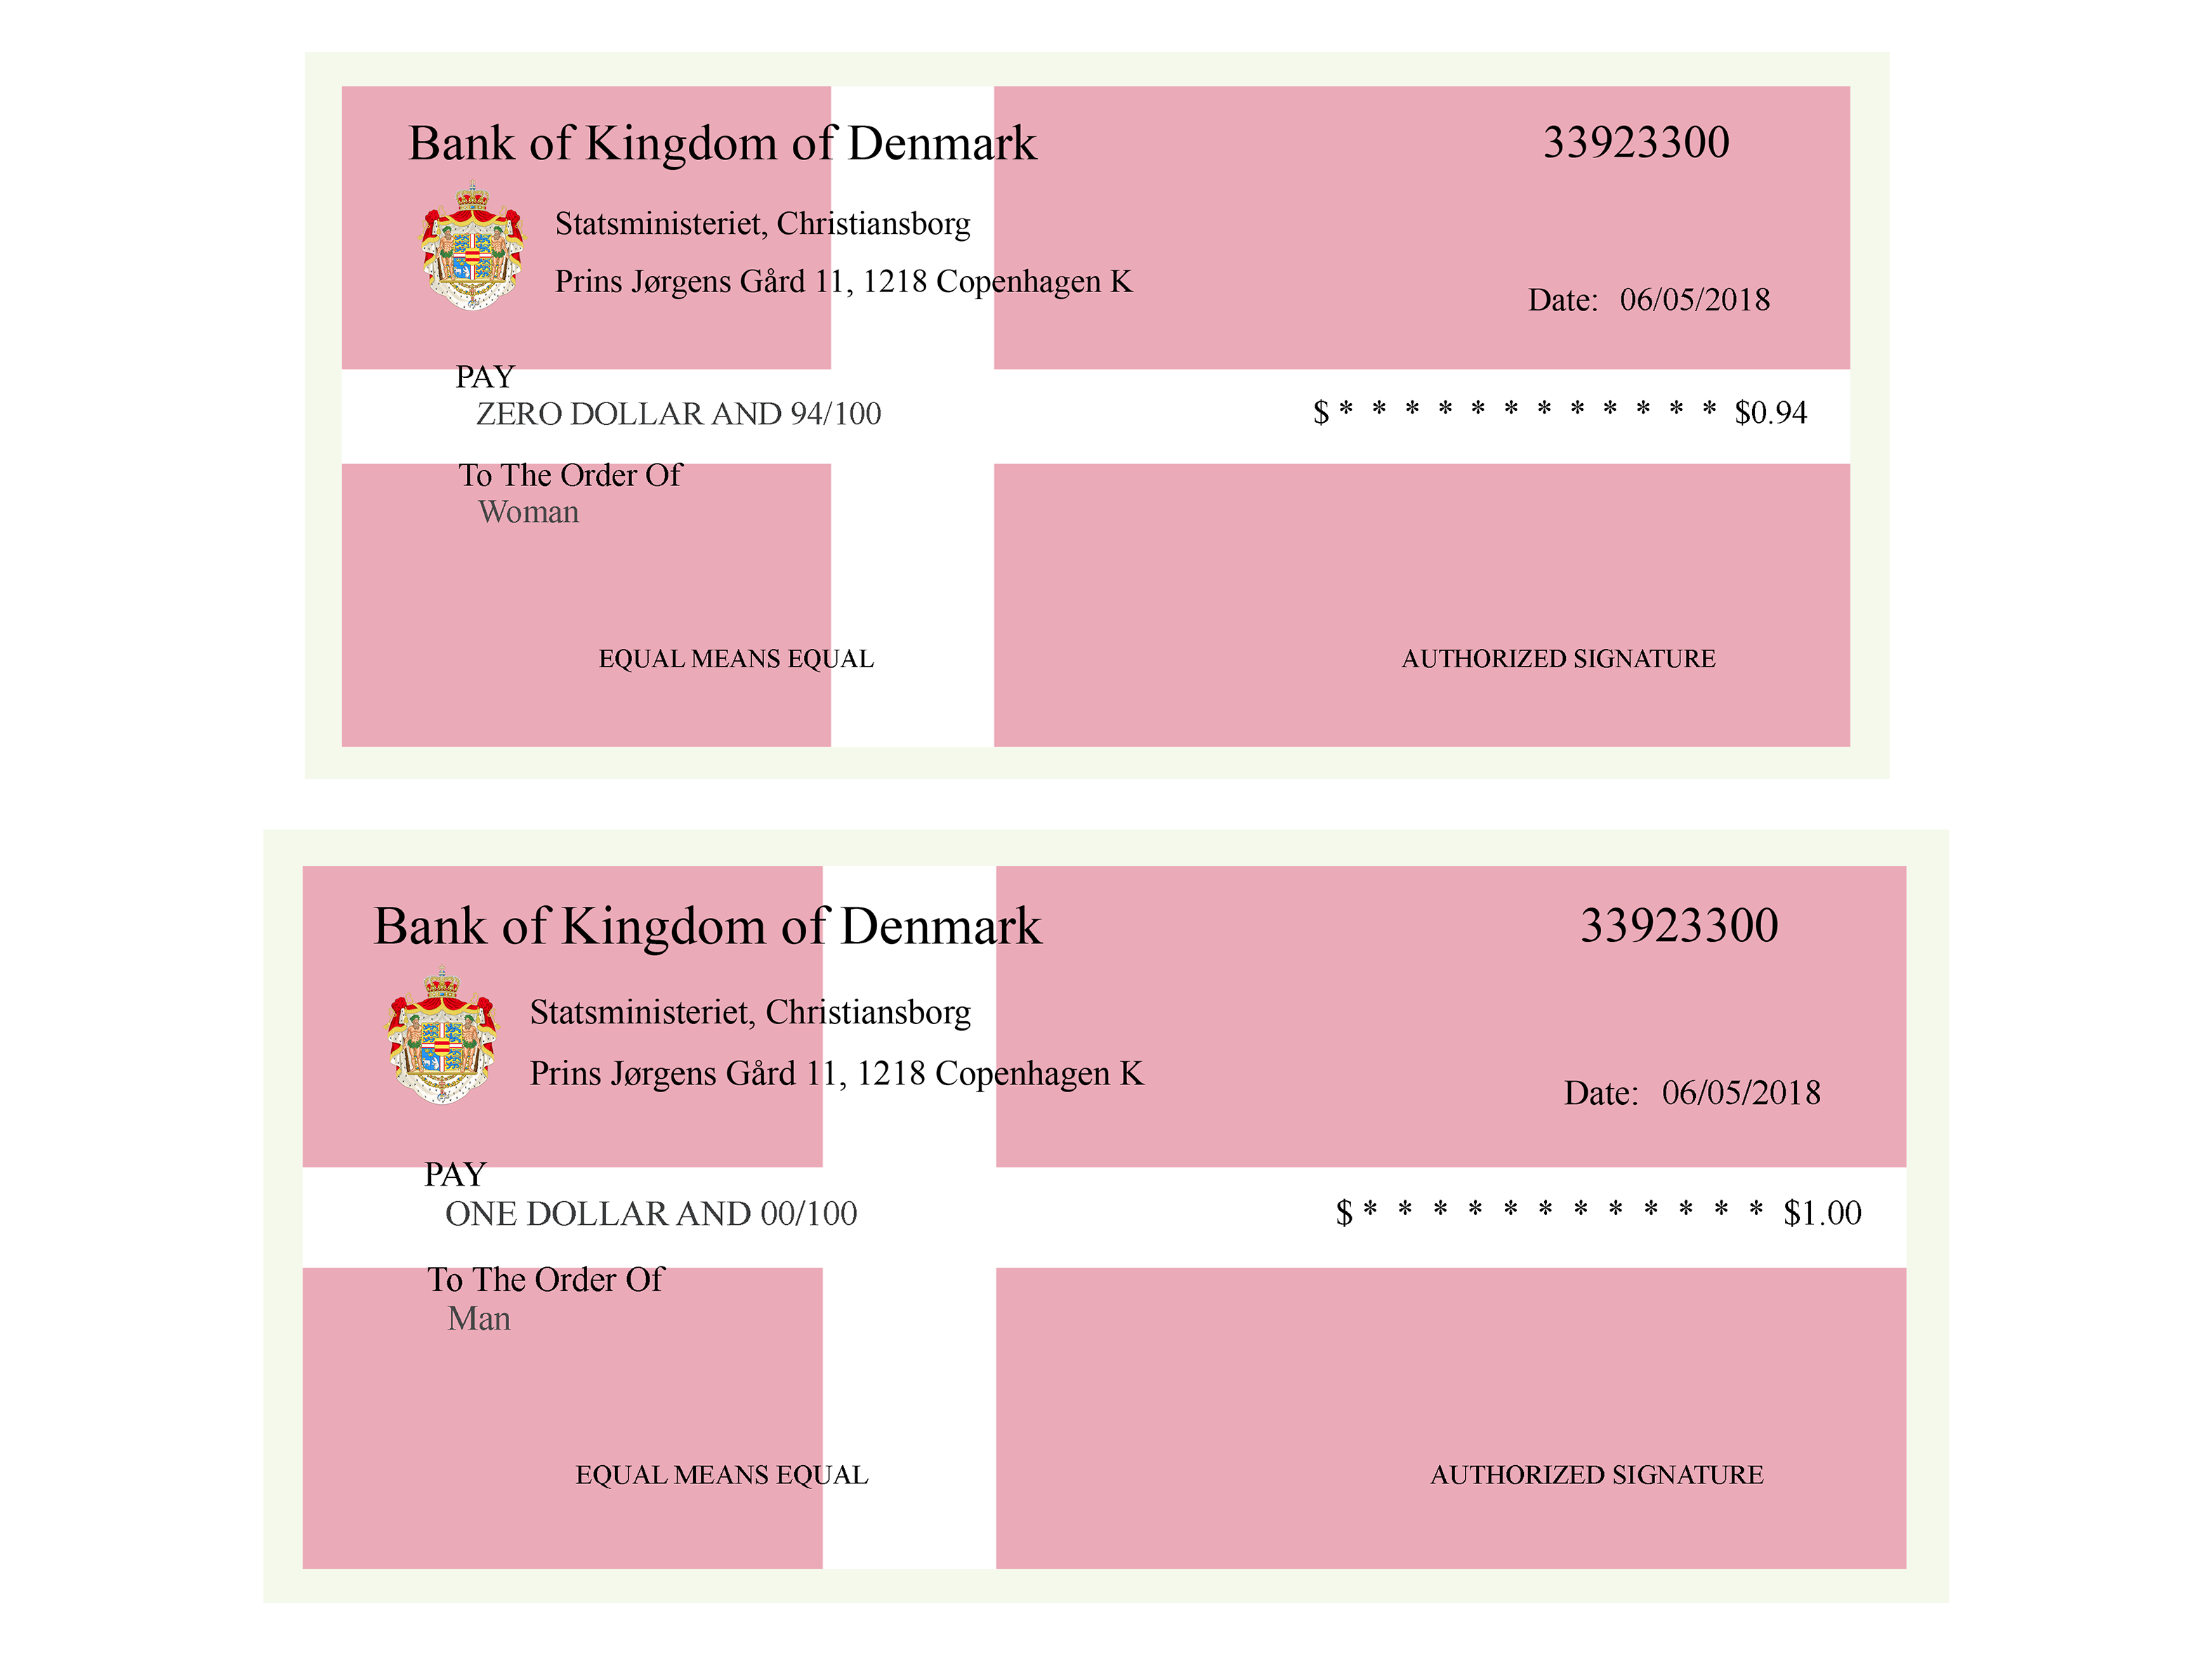 Bank of Kingdom of Denmark 33923300
Statsministeriet, Christiansborg
Prins Jørgens Gård 11, 1218 Copenhagen K
Date: 06/05/2018
PAY
ZERO DOLLAR AND 94/100 $ * * * * * * * * * * * * $0.94
To The Order Of
Woman
EQUAL MEANS EQUAL AUTHORIZED SIGNATURE
Bank of Kingdom of Denmark 33923300
Statsministeriet, Christiansborg
Prins Jørgens Gård 11, 1218 Copenhagen K
Date: 06/05/2018
PAY
ONE DOLLAR AND 00/100 $ * * * * * * * * * * * * $1.00
To The Order Of
Man
EQUAL MEANS EQUAL AUTHORIZED SIGNATURE